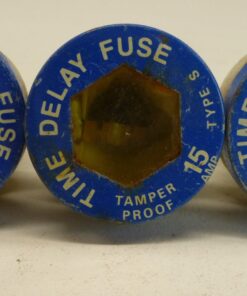 TIME DELAY FUSE
TYPE S
15 AMP
TAMPER
PROOF
FUSE
TIM